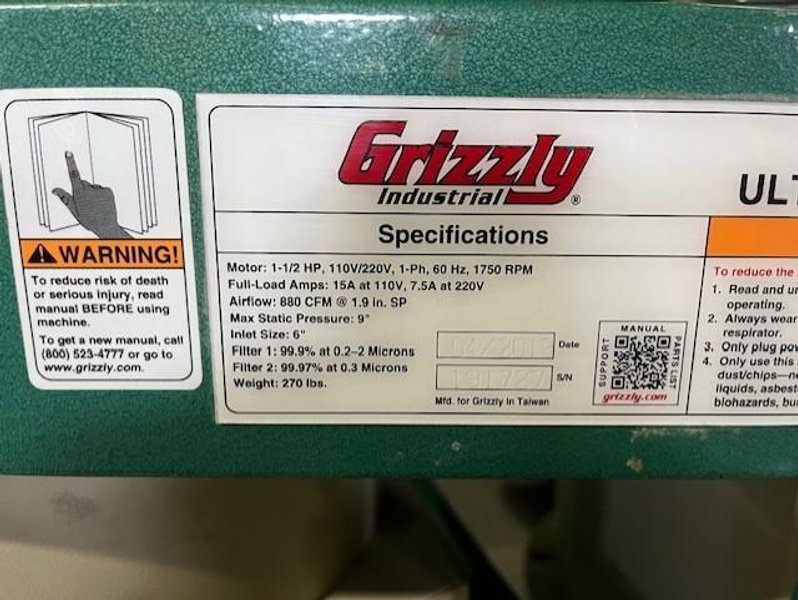 WARNING!
To reduce risk of death
or serious injury, read
manual BEFORE using
machine.
To get a new manual, call
(800) 523-4777 or go to
www.grizzly.com.
Grizzly
Industrial®
Specifications
Motor: 1-1/2 HP, 110V/220V, 1-Ph, 60 Hz, 1750 RPM
Full-Load Amps: 15A at 110V, 7.5A at 220V
Airflow: 880 CFM @ 1.9 in. SP
Max Static Pressure: 9"
Inlet Size: 6"
Filter 1: 99.9% at 0.2–2 Microns
Filter 2: 99.97% at 0.3 Microns
Weight: 270 lbs.
Date
S/N
Mfd. for Grizzly in Taiwan
MANUAL
SUPPORT
PARTS LIST
grizzly.com
ULT
To reduce the
1. Read and un
operating.
2. Always wear
respirator.
3. Only plug pow
4. Only use this
dust/chips—no
liquids, asbest
biohazards, bu